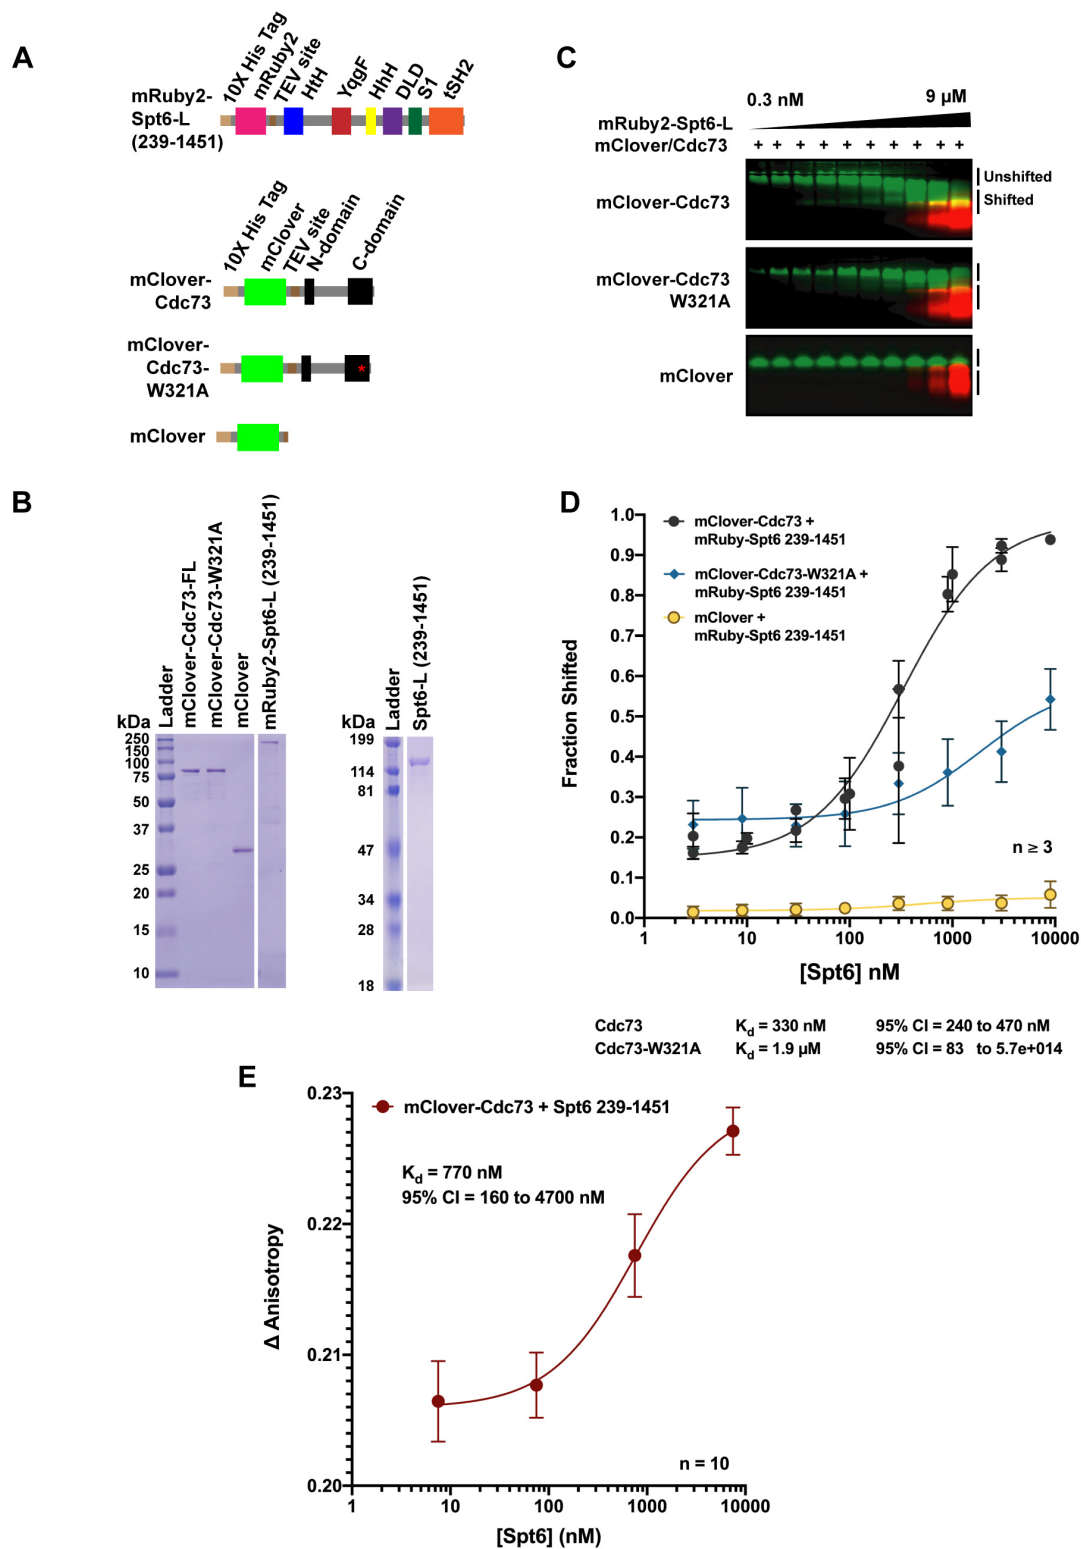 A
10X His Tag
mRuby2
TEV site
HtH
YqgF
HhH
DLD
S1
tSH2
mRuby2-
Spt6-L
(239-1451)
10X His Tag
mClover
TEV site
N-domain
C-domain
mClover-
Cdc73
mClover-
Cdc73-
W321A
*
mClover
B
kDa
Ladder
mClover-Cdc73-FL
mClover-Cdc73-W321A
mClover
mRuby2-Spt6-L (239-1451)
250
150
100
75
50
37
25
20
15
10
kDa
Ladder
Spt6-L (239-1451)
199
114
81
47
34
28
18
C
0.3 nM
9 µM
mRuby2-Spt6-L
mClover/Cdc73
+ + + + + + + + + +
mClover-Cdc73
Unshifted
Shifted
mClover-Cdc73
W321A
mClover
D
Fraction Shifted
1.0
0.9
0.8
0.7
0.6
0.5
0.4
0.3
0.2
0.1
0.0
mClover-Cdc73 +
mRuby-Spt6 239-1451
mClover-Cdc73-W321A +
mRuby-Spt6 239-1451
mClover +
mRuby-Spt6 239-1451
n ≥ 3
1 10 100 1000 10000
[Spt6] nM
Cdc73 Kd = 330 nM 95% CI = 240 to 470 nM
Cdc73-W321A Kd = 1.9 µM 95% CI = 83 to 5.7e+014
E
Δ Anisotropy
0.23
0.22
0.21
0.20
mClover-Cdc73 + Spt6 239-1451
Kd = 770 nM
95% CI = 160 to 4700 nM
n = 10
1 10 100 1000 10000
[Spt6] (nM)